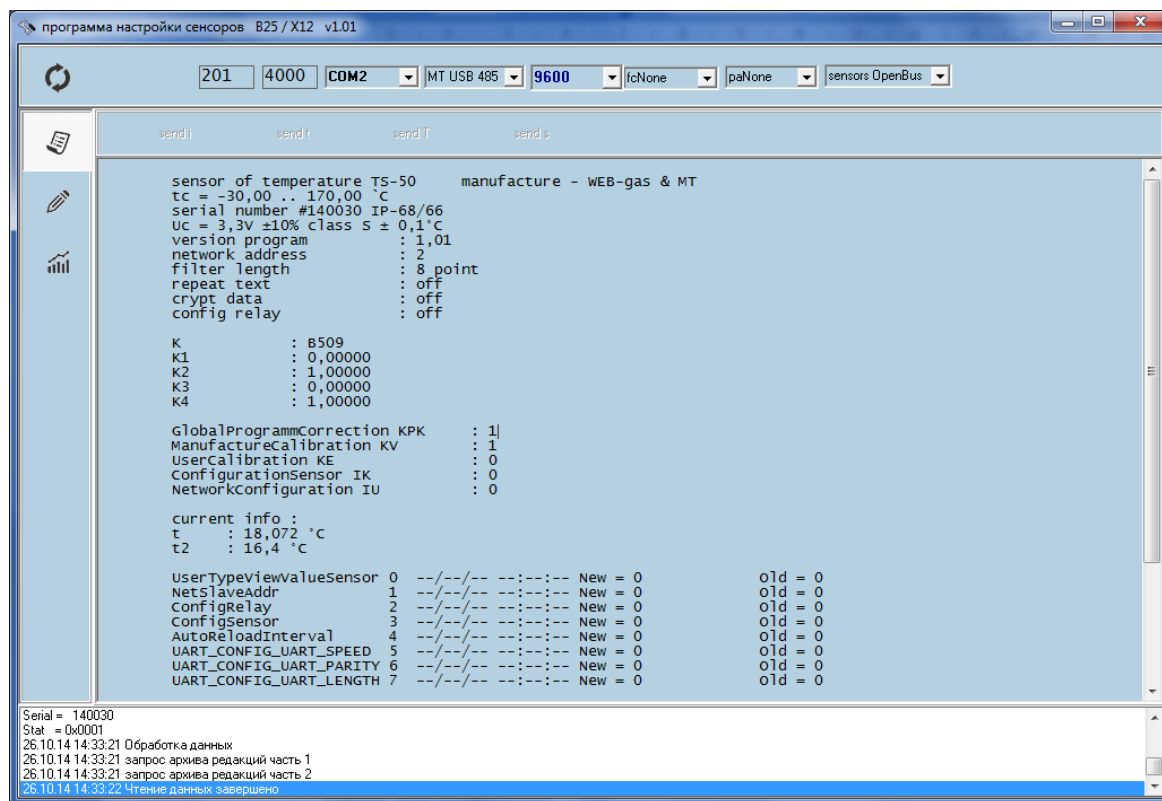 программа настройки сенсоров B25 / X12 v1.01
201 4000 COM2 MT USB 485 9600 fcNone paNone sensors OpenBus
send i send t send T send s
sensor of temperature TS-50 manufacture - WEB-gas & MT
tc = -30,00 .. 170,00 `C
serial number #140030 IP-68/66
Uc = 3,3V ±10% class S ± 0,1°C
version program : 1,01
network address : 2
filter length : 8 point
repeat text : off
crypt data : off
config relay : off
K : B509
K1 : 0,00000
K2 : 1,00000
K3 : 0,00000
K4 : 1,00000
GlobalProgrammCorrection KPK : 1
ManufactureCalibration KV : 1
UserCalibration KE : 0
ConfigurationSensor IK : 0
NetworkConfiguration IU : 0
current info :
t : 18,072 °C
t2 : 16,4 °C
UserTypeViewValueSensor 0 --/--/-- --:--:-- New = 0 Old = 0
NetSlaveAddr 1 --/--/-- --:--:-- New = 0 Old = 0
ConfigRelay 2 --/--/-- --:--:-- New = 0 Old = 0
ConfigSensor 3 --/--/-- --:--:-- New = 0 Old = 0
AutoReloadInterval 4 --/--/-- --:--:-- New = 0 Old = 0
UART_CONFIG_UART_SPEED 5 --/--/-- --:--:-- New = 0 Old = 0
UART_CONFIG_UART_PARITY 6 --/--/-- --:--:-- New = 0 Old = 0
UART_CONFIG_UART_LENGTH 7 --/--/-- --:--:-- New = 0 Old = 0
Serial = 140030
Stat = 0x0001
26.10.14 14:33:21 Обработка данных
26.10.14 14:33:21 запрос архива редакций часть 1
26.10.14 14:33:21 запрос архива редакций часть 2
26.10.14 14:33:22 Чтение данных завершено